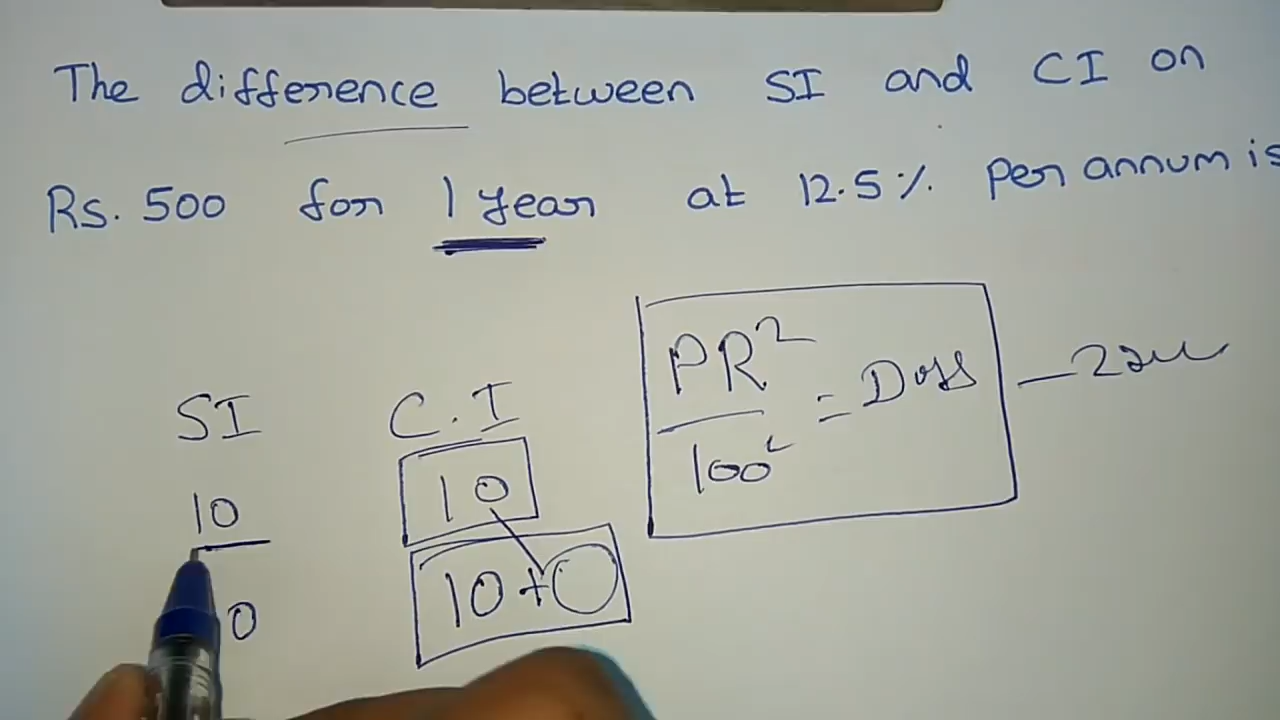 The difference between SI and CI on
Rs. 500 for 1 year at 12.5% per annum is
PR²
100² = Diff
SI C.I
10 10
0 10+